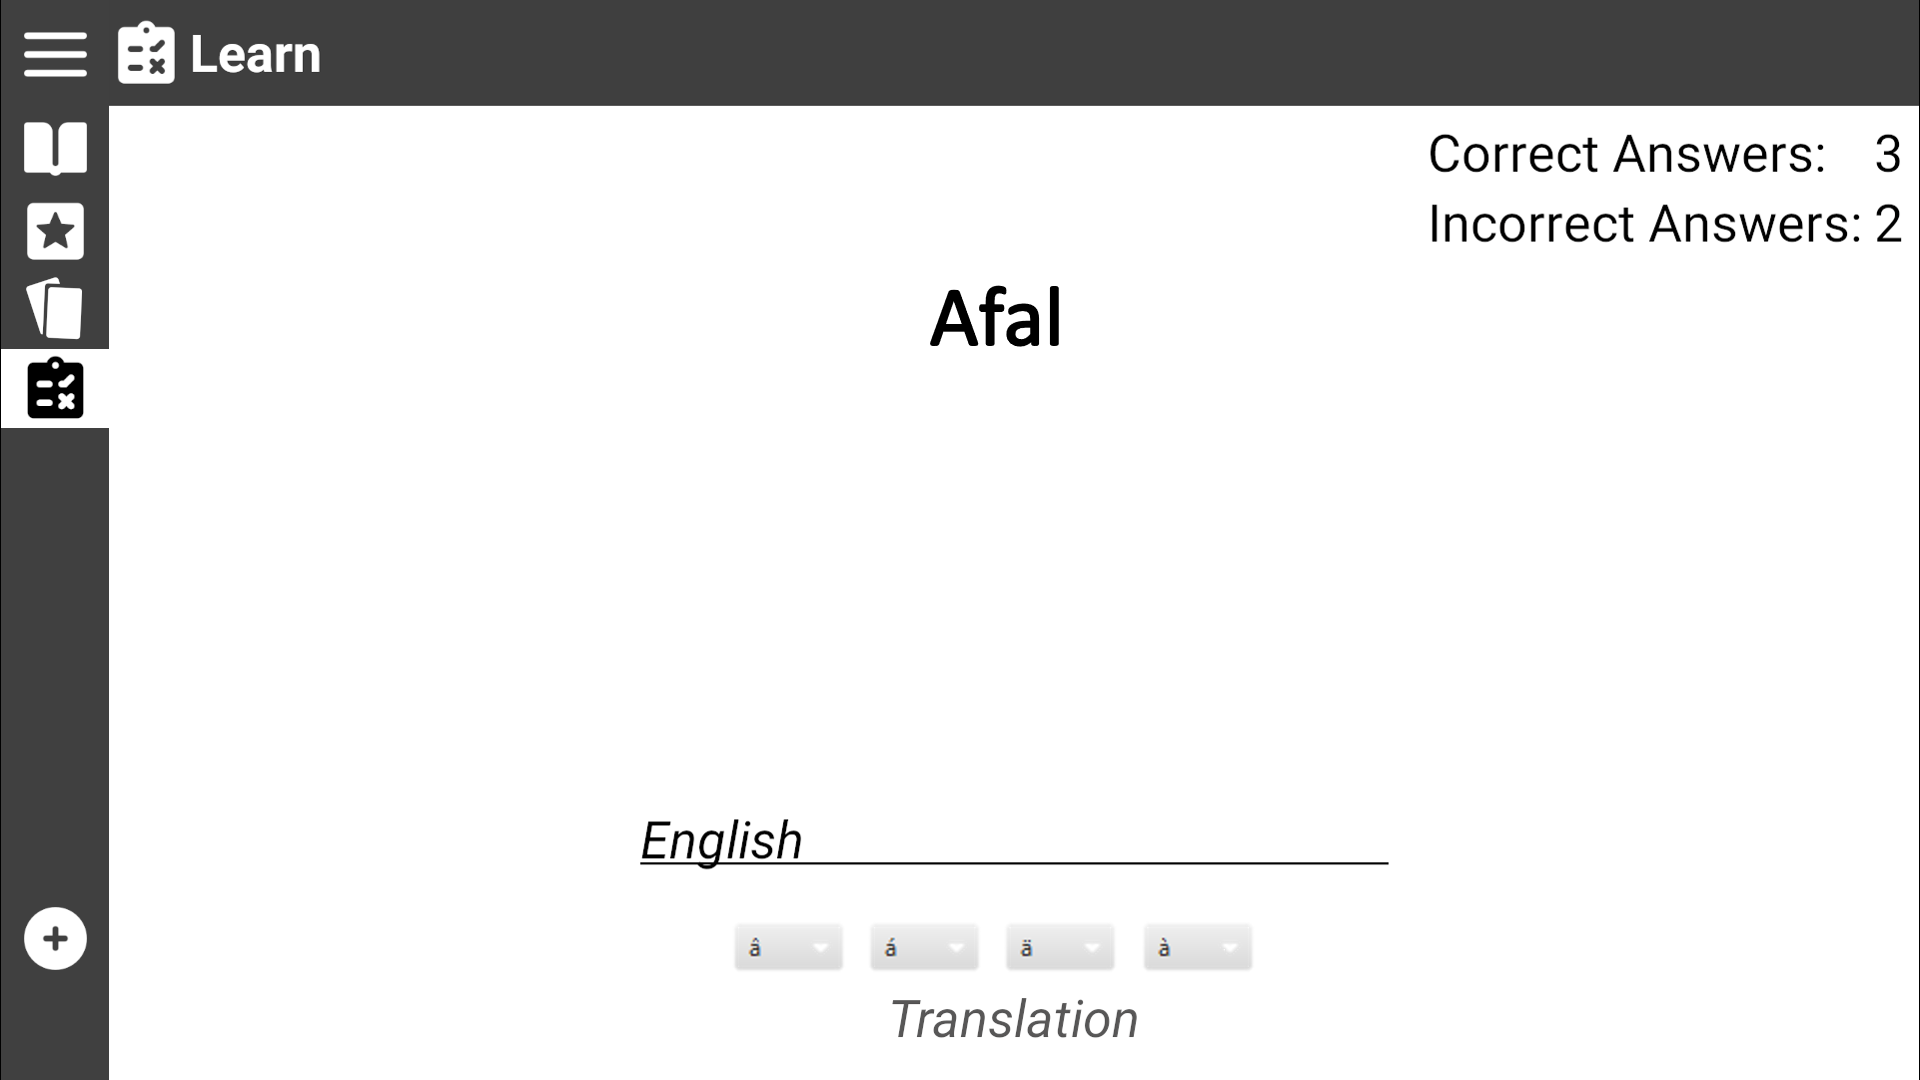 Learn
Correct Answers: 3
Incorrect Answers: 2
Afal
English
â á ä à
Translation